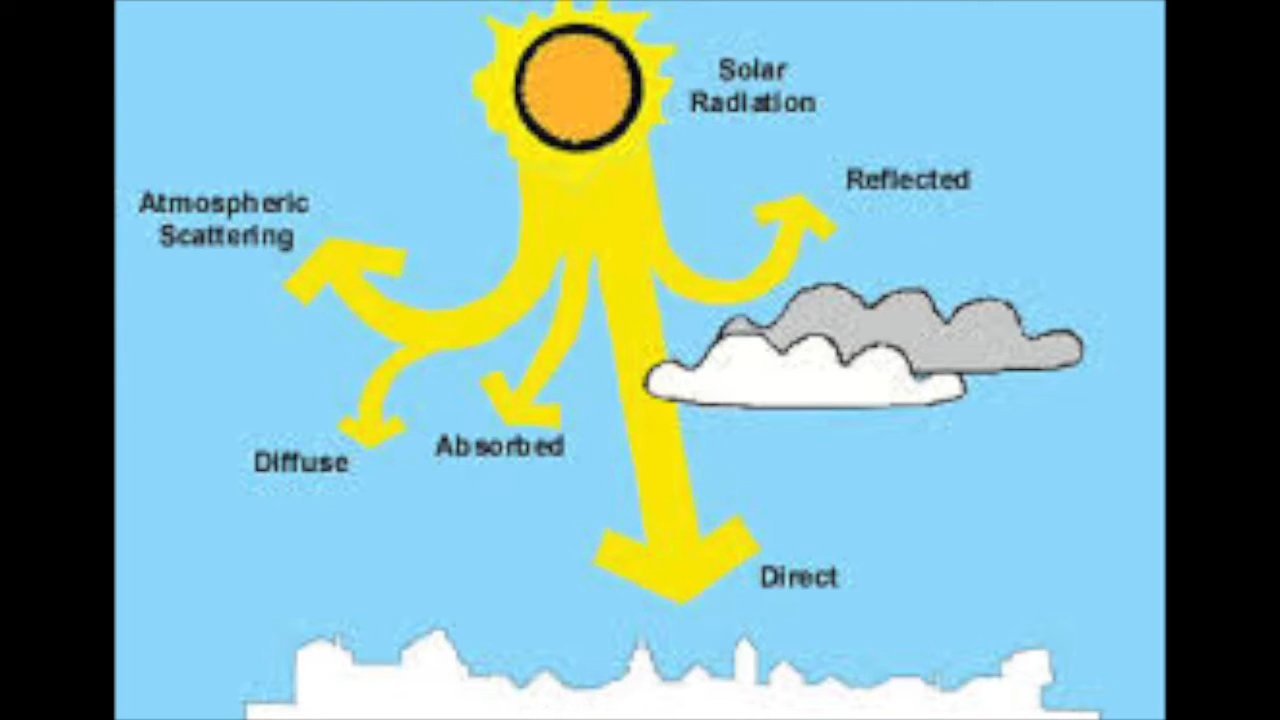 Solar
Radiation
Reflected
Atmospheric
Scattering
Absorbed
Diffuse
Direct